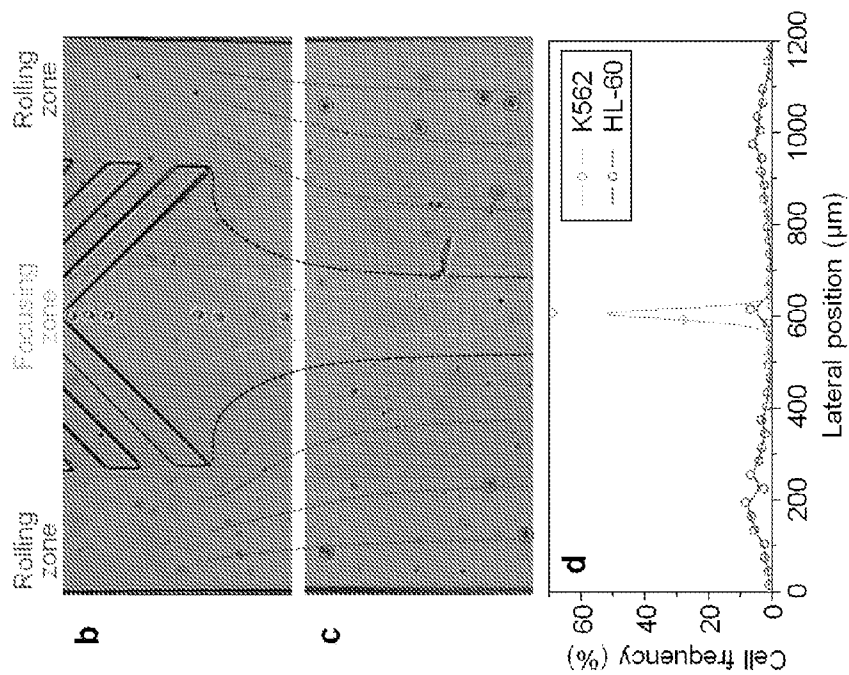 Rolling zone
Focusing zone
Rolling zone
b
c
d
K562
HL-60
Cell frequency (%)
60
40
20
0
0
200
400
600
800
1000
1200
Lateral position (µm)